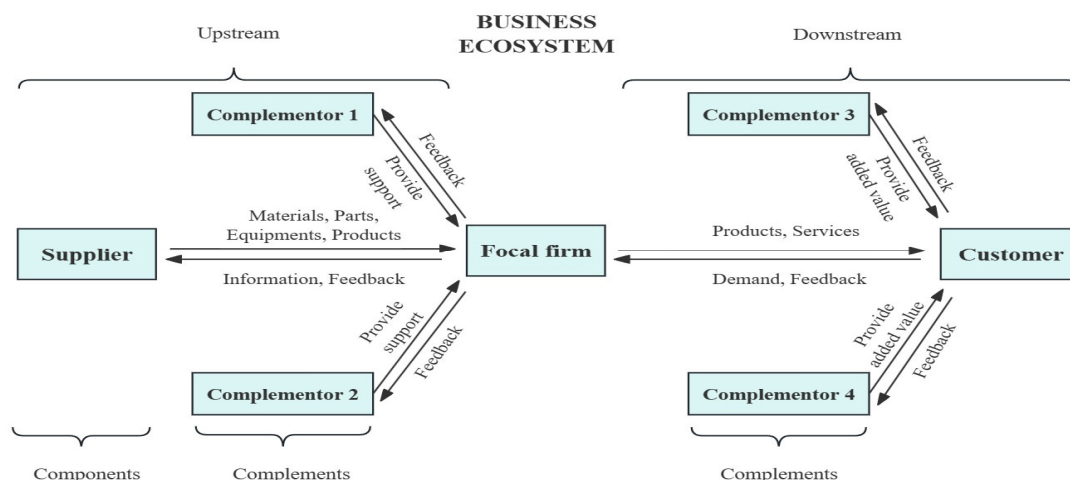 BUSINESS
ECOSYSTEM
Upstream
Downstream
Complementor 1
Complementor 3
Feedback
Provide
support
Feedback
Provide
added value
Materials, Parts,
Equipments, Products
Supplier
Focal firm
Products, Services
Customer
Information, Feedback
Demand, Feedback
Provide
support
Feedback
Provide
added value
Feedback
Complementor 2
Complementor 4
Components
Complements
Complements